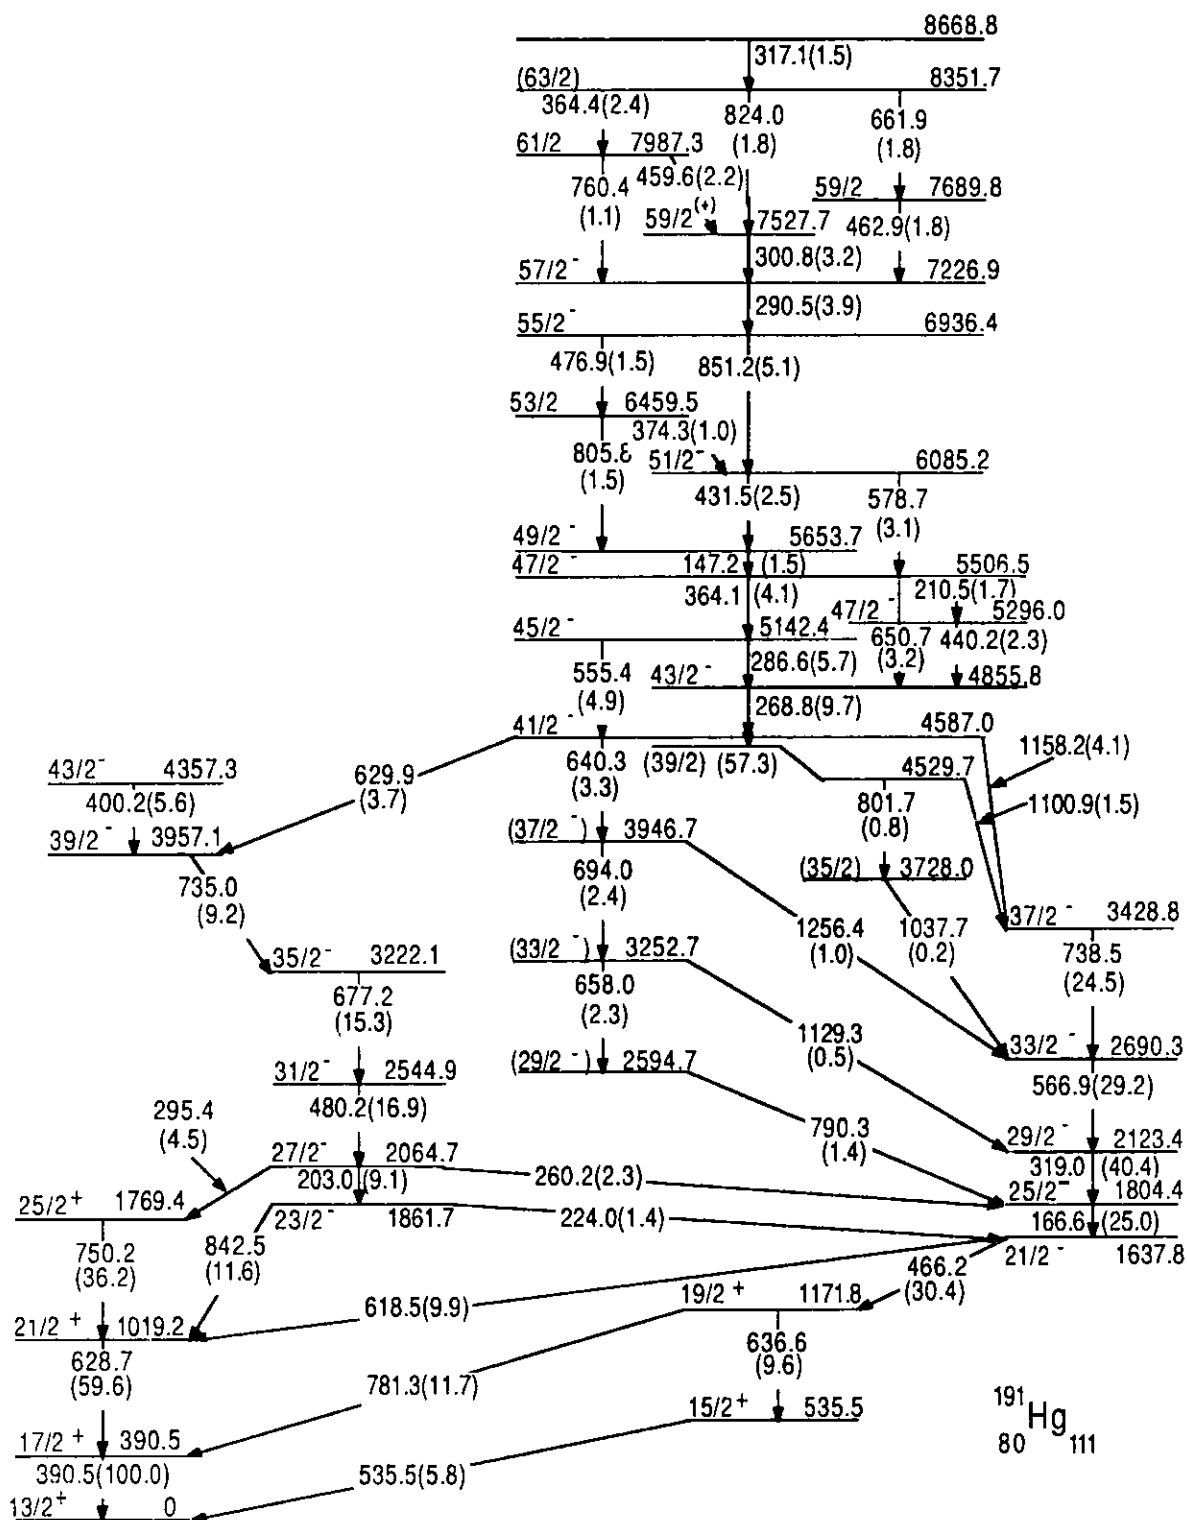 8668.8
317.1(1.5)
(63/2) 8351.7
364.4(2.4) 824.0 661.9
(1.8) (1.8)
61/2 7987.3
459.6(2.2)
760.4 59/2 7689.8
(1.1)
59/2 (+) 7527.7 462.9(1.8)
300.8(3.2)
57/2 - 7226.9
290.5(3.9)
55/2 - 6936.4
476.9(1.5) 851.2(5.1)
53/2 6459.5
374.3(1.0)
805.8 51/2 - 6085.2
(1.5) 431.5(2.5) 578.7
(3.1)
49/2 - 5653.7
47/2 - 147.2 (1.5) 5506.5
364.1 (4.1) 210.5(1.7)
47/2 - 5296.0
45/2 - 5142.4 650.7 440.2(2.3)
555.4 286.6(5.7) (3.2)
(4.9) 43/2 - 4855.8
268.8(9.7)
41/2 - 4587.0
43/2 - 4357.3 629.9 640.3 (39/2) (57.3) 4529.7 1158.2(4.1)
400.2(5.6) (3.7) (3.3) 801.7 1100.9(1.5)
(0.8)
39/2 - 3957.1 (37/2 - ) 3946.7
735.0 694.0 (35/2) 3728.0
(9.2) (2.4) 1256.4 1037.7 37/2 - 3428.8
(1.0) (0.2)
35/2 - 3222.1 (33/2 - ) 3252.7 738.5
677.2 658.0 (24.5)
(15.3) (2.3) 1129.3
(0.5) 33/2 - 2690.3
31/2 - 2544.9 (29/2 - ) 2594.7 566.9(29.2)
295.4 480.2(16.9) 790.3
(4.5) (1.4) 29/2 - 2123.4
27/2 - 2064.7 319.0 (40.4)
203.0 (9.1) 260.2(2.3)
25/2 + 1769.4 25/2 - 1804.4
23/2 - 1861.7 224.0(1.4) 166.6 (25.0)
750.2 842.5 21/2 - 1637.8
(36.2) (11.6) 466.2
(30.4)
618.5(9.9) 19/2 + 1171.8
21/2 + 1019.2
628.7 636.6
(59.6) (9.6)
781.3(11.7)
15/2 + 535.5
17/2 + 390.5
390.5(100.0) 535.5(5.8)
13/2 + 0
191
Hg
80 111